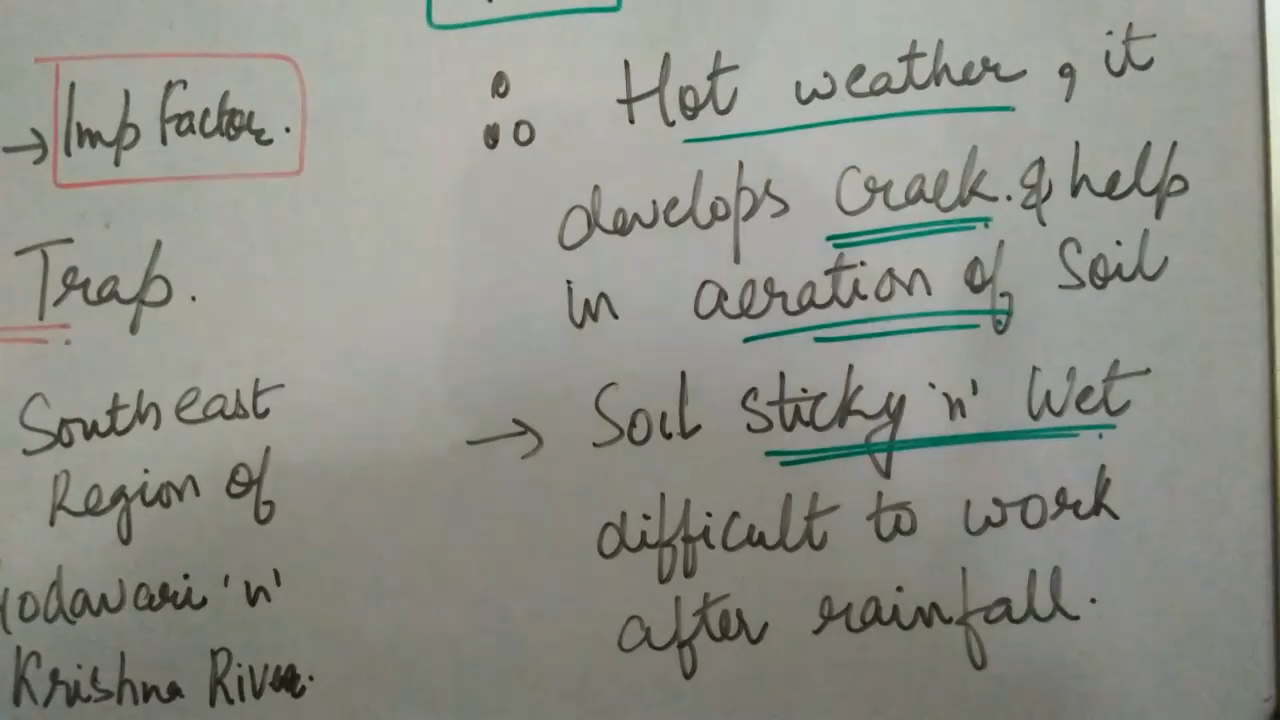 → Imp factor.
Trap.
South east
Region of
Godavari 'n'
Krishna River.
∴ Hot weather, it
develops crack. & help
in aeration of soil
→ Soil sticky 'n' Wet
difficult to work
after rainfall.